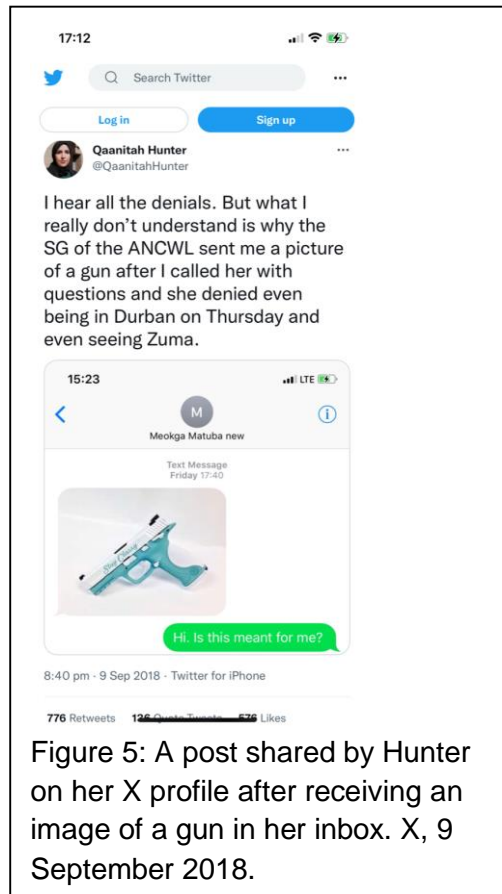 17:12
Search Twitter
Log in
Sign up
Qaanitah Hunter
@QaanitahHunter
I hear all the denials. But what I
really don't understand is why the
SG of the ANCWL sent me a picture
of a gun after I called her with
questions and she denied even
being in Durban on Thursday and
even seeing Zuma.
15:23
LTE
M
Meokga Matuba new
Text Message
Friday 17:40
Hi. Is this meant for me?
8:40 pm · 9 Sep 2018 · Twitter for iPhone
776 Retweets Quote Tweets 576 Likes
Figure 5: A post shared by Hunter
on her X profile after receiving an
image of a gun in her inbox. X, 9
September 2018.